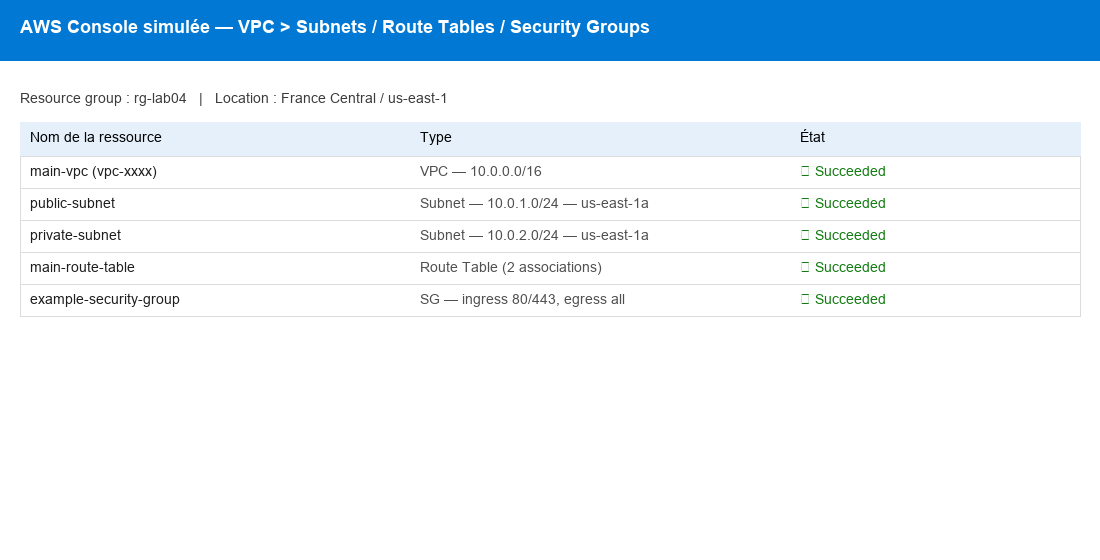 AWS Console simulée — VPC > Subnets / Route Tables / Security Groups
Resource group : rg-lab04 | Location : France Central / us-east-1
Nom de la ressource Type État
main-vpc (vpc-xxxx) VPC — 10.0.0.0/16 Succeeded
public-subnet Subnet — 10.0.1.0/24 — us-east-1a Succeeded
private-subnet Subnet — 10.0.2.0/24 — us-east-1a Succeeded
main-route-table Route Table (2 associations) Succeeded
example-security-group SG — ingress 80/443, egress all Succeeded